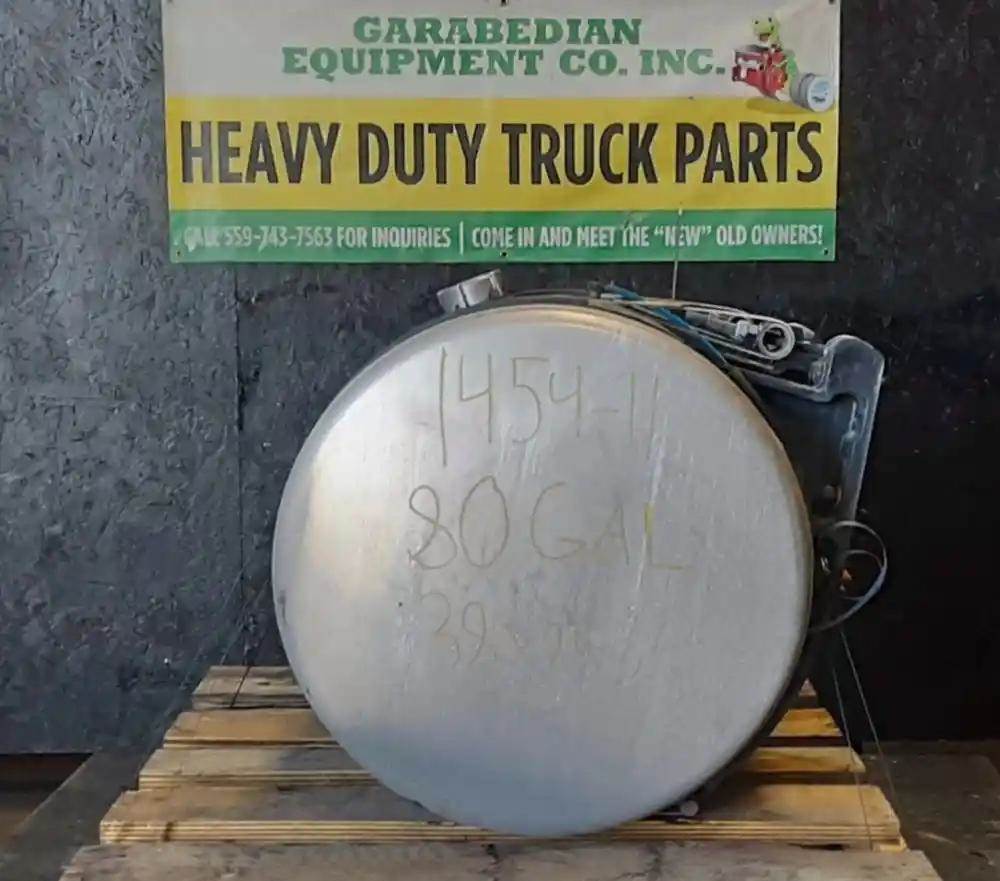 GARABEDIAN
EQUIPMENT CO. INC.
HEAVY DUTY TRUCK PARTS
CALL 559-743-7563 FOR INQUIRIES | COME IN AND MEET THE “NEW” OLD OWNERS!
1454-11
80 GAL